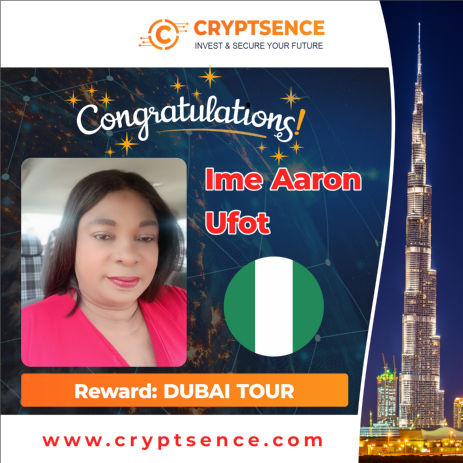 CRYPTSENCE
INVEST & SECURE YOUR FUTURE
Congratulations!
Ime Aaron
Ufot
Reward: DUBAI TOUR
www.cryptsence.com